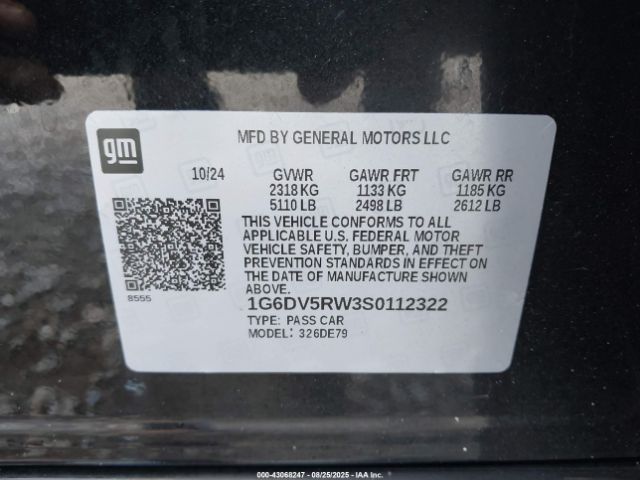 gm
MFD BY GENERAL MOTORS LLC
10/24 GVWR GAWR FRT GAWR RR
2318 KG 1133 KG 1185 KG
5110 LB 2498 LB 2612 LB
THIS VEHICLE CONFORMS TO ALL
APPLICABLE U.S. FEDERAL MOTOR
VEHICLE SAFETY, BUMPER, AND THEFT
PREVENTION STANDARDS IN EFFECT ON
THE DATE OF MANUFACTURE SHOWN
ABOVE.
8555
1G6DV5RW3S0112322
TYPE: PASS CAR
MODEL: 326DE79
000-43068247 - 08/25/2025 - IAA Inc.